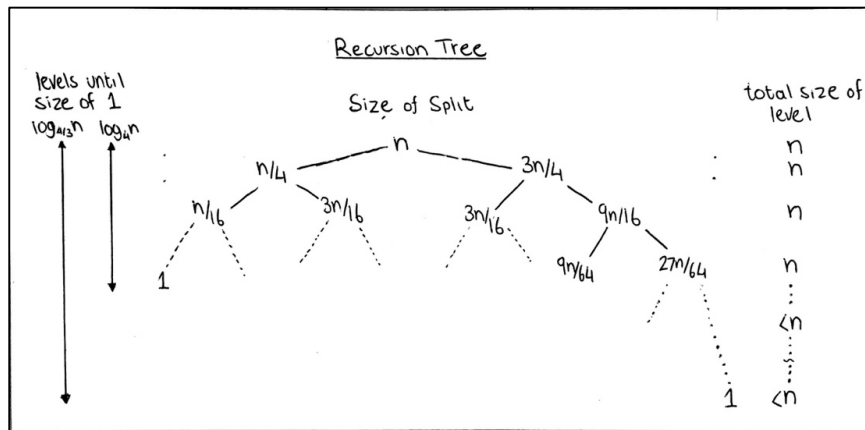 Recursion Tree
levels until
size of 1
log₄/₃n log₄n
Size of Split
total size of
level
n n
n/4 3n/4 n
n/16 3n/16 3n/16 9n/16 n
1 9n/64 27n/64 n
<n
1 <n